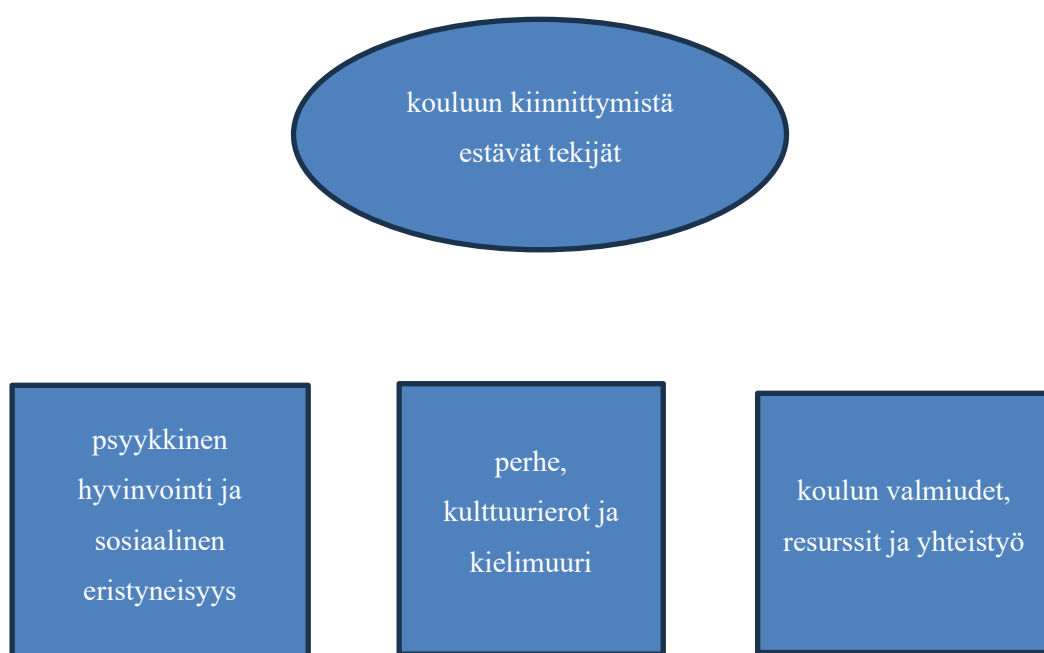 kouluun kiinnittymistä
estävät tekijät
psyykkinen
hyvinvointi ja
sosiaalinen
eristyneisyys
perhe,
kulttuurierot ja
kielimuuri
koulun valmiudet,
resurssit ja yhteistyö